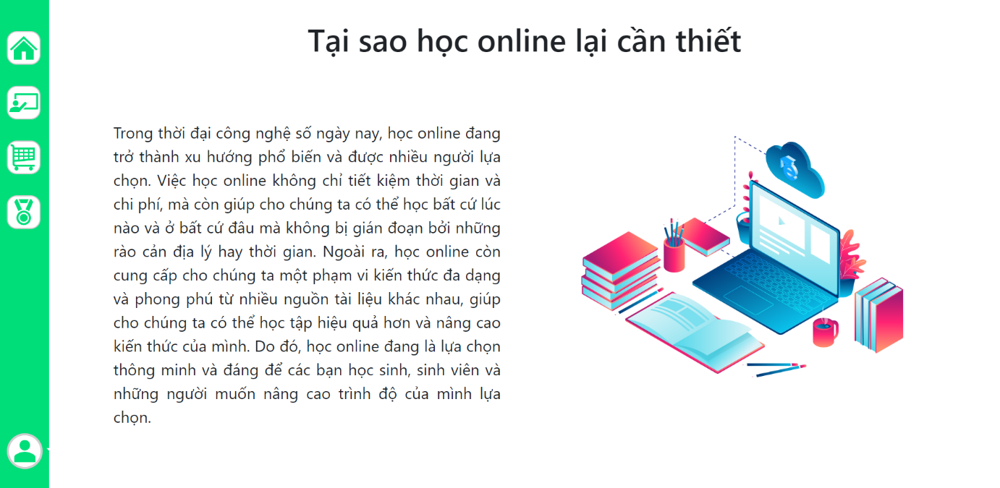 Tại sao học online lại cần thiết
Trong thời đại công nghệ số ngày nay, học online đang
trở thành xu hướng phổ biến và được nhiều người lựa
chọn. Việc học online không chỉ tiết kiệm thời gian và
chi phí, mà còn giúp cho chúng ta có thể học bất cứ lúc
nào và ở bất cứ đâu mà không bị gián đoạn bởi những
rào cản địa lý hay thời gian. Ngoài ra, học online còn
cung cấp cho chúng ta một phạm vi kiến thức đa dạng
và phong phú từ nhiều nguồn tài liệu khác nhau, giúp
cho chúng ta có thể học tập hiệu quả hơn và nâng cao
kiến thức của mình. Do đó, học online đang là lựa chọn
thông minh và đáng để các bạn học sinh, sinh viên và
những người muốn nâng cao trình độ của mình lựa
chọn.